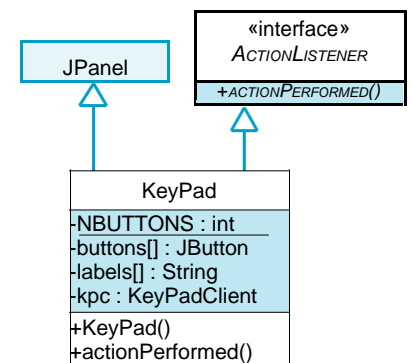 «interface»
ACTIONLISTENER
+ACTIONPERFORMED()
JPanel
KeyPad
-NBUTTONS : int
-buttons[] : JButton
-labels[] : String
-kpc : KeyPadClient
+KeyPad()
+actionPerformed()